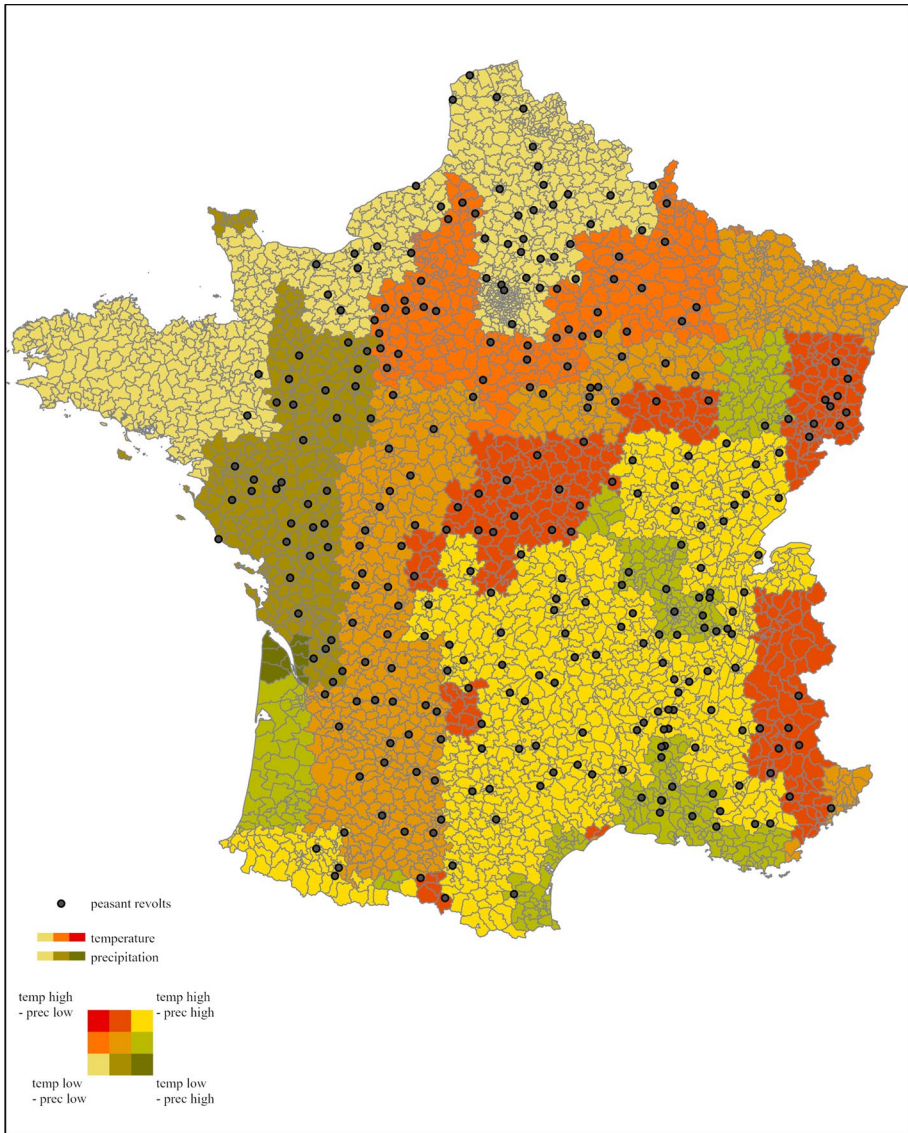 peasant revolts
temperature
precipitation
temp high
- prec low
temp high
- prec high
temp low
- prec low
temp low
- prec high